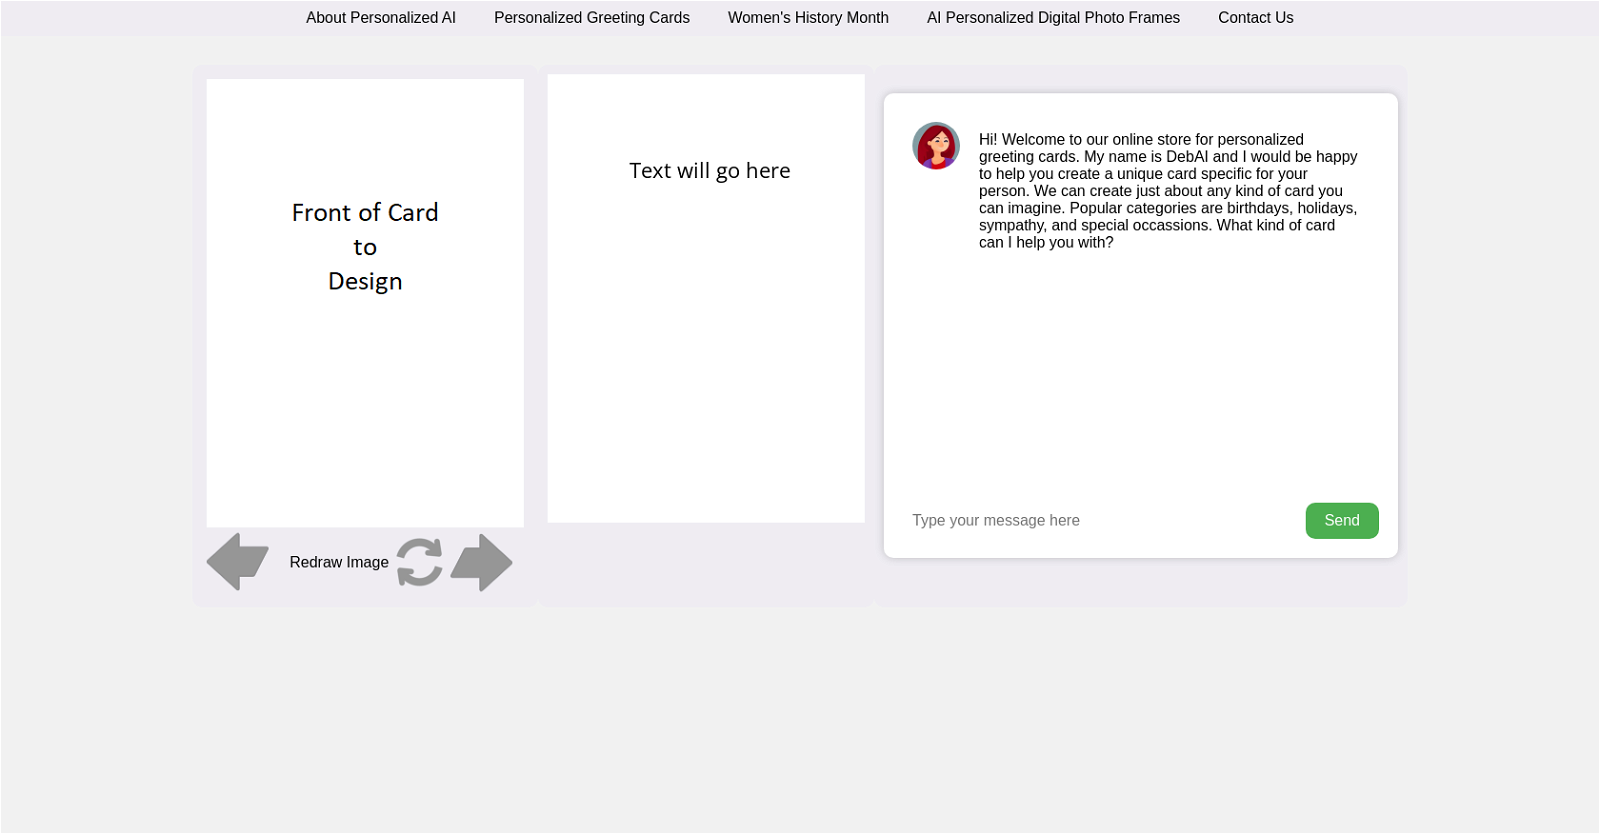 About Personalized AI Personalized Greeting Cards Women's History Month AI Personalized Digital Photo Frames Contact Us
Front of Card
to
Design
Redraw Image
Text will go here
Hi! Welcome to our online store for personalized
greeting cards. My name is DebAI and I would be happy
to help you create a unique card specific for your
person. We can create just about any kind of card you
can imagine. Popular categories are birthdays, holidays,
sympathy, and special occassions. What kind of card
can I help you with?
Type your message here
Send